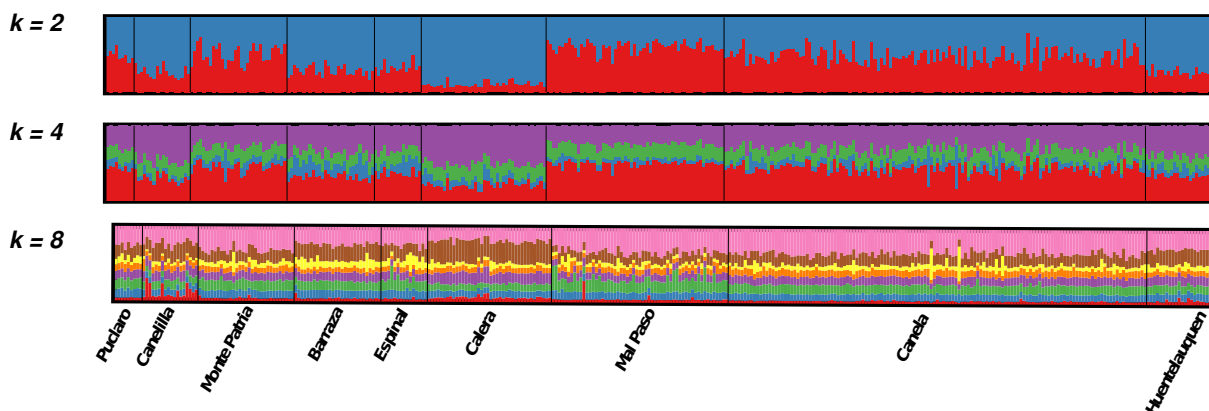 k = 2
k = 4
k = 8
Puclaro
Canelilla
Monte Patria
Barraza
Espinal
Calera
Mal Paso
Canela
Huentelauquen